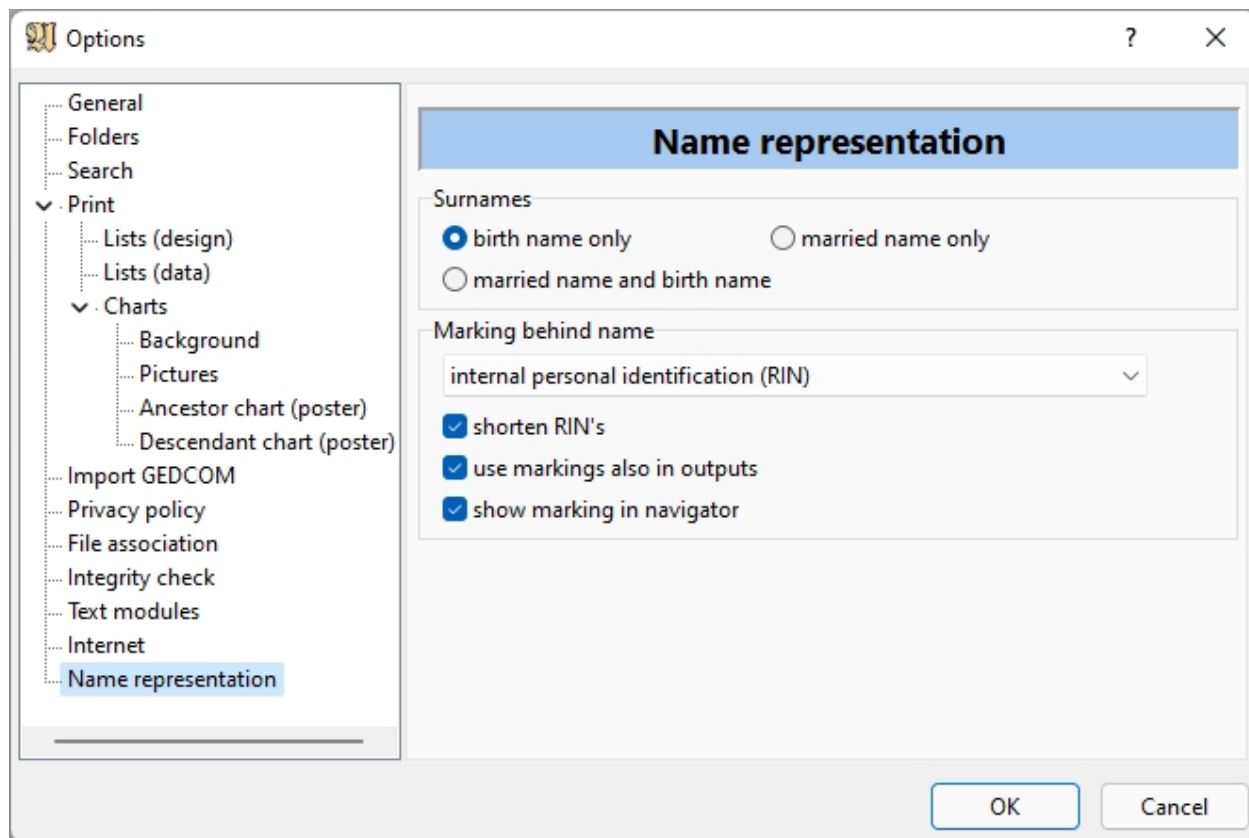 Options
?
General
Folders
Search
Print
Lists (design)
Lists (data)
Charts
Background
Pictures
Ancestor chart (poster)
Descendant chart (poster)
Import GEDCOM
Privacy policy
File association
Integrity check
Text modules
Internet
Name representation
Name representation
Surnames
birth name only married name only
married name and birth name
Marking behind name
internal personal identification (RIN)
shorten RIN's
use markings also in outputs
show marking in navigator
OK Cancel